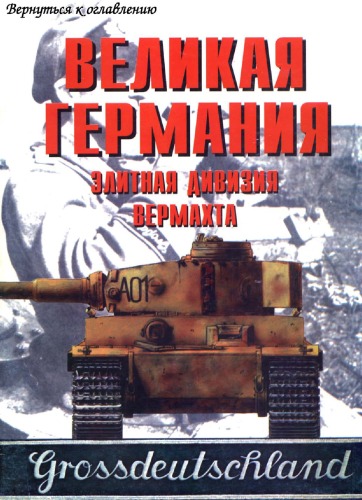 Вернуться к оглавлению
ВЕЛИКАЯ
ГЕРМАНИЯ
ЭЛИТНАЯ ДИВИЗИЯ
ВЕРМАХТА
A01
Grossdeutschland